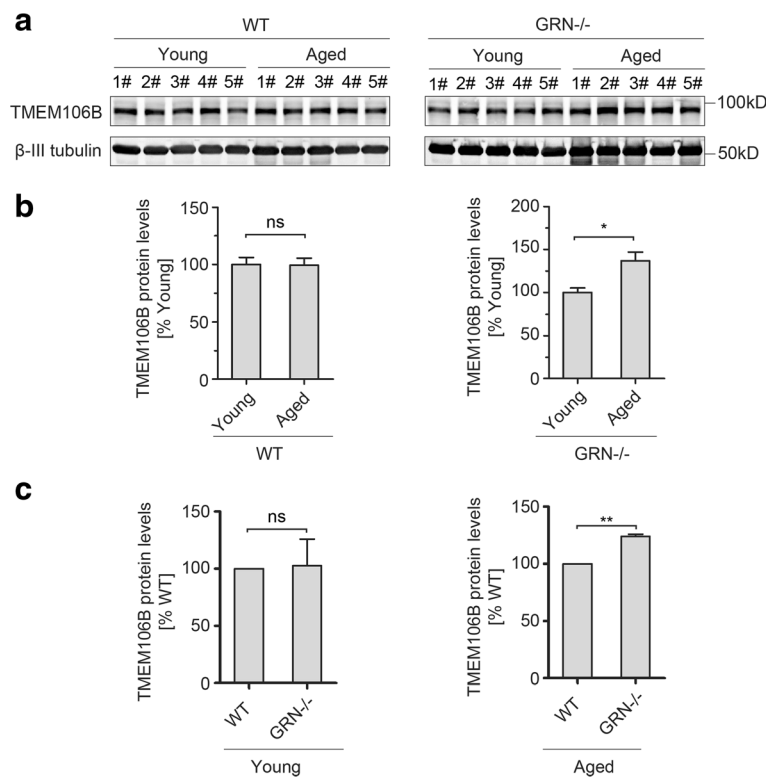 a
WT
GRN-/-
Young Aged Young Aged
1# 2# 3# 4# 5# 1# 2# 3# 4# 5# 1# 2# 3# 4# 5# 1# 2# 3# 4# 5#
TMEM106B
100kD
β-III tubulin
50kD
b
TMEM106B protein levels
[% Young]
150
100
50
0
ns
Young
Aged
WT
TMEM106B protein levels
[% Young]
200
150
100
50
0
*
Young
Aged
GRN-/-
c
TMEM106B protein levels
[% WT]
150
100
50
0
ns
WT
GRN-/-
Young
TMEM106B protein levels
[% WT]
150
100
50
0
**
WT
GRN-/-
Aged